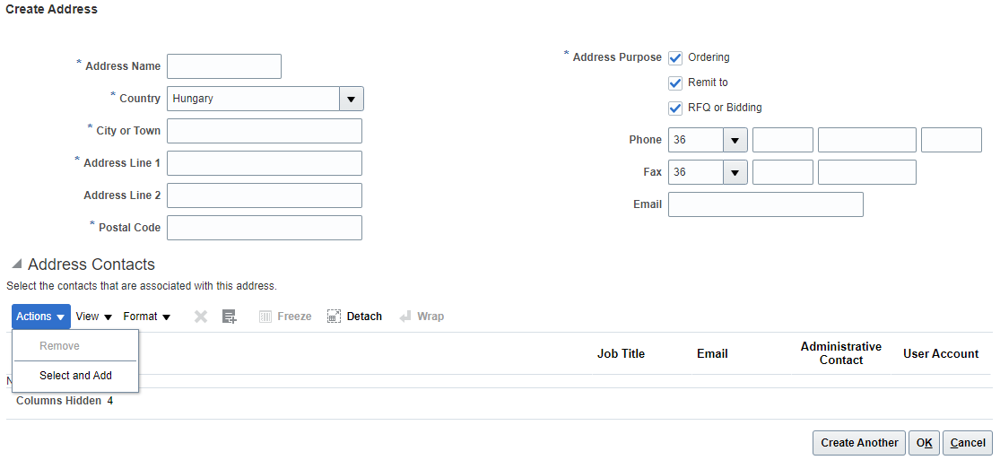 Create Address
* Address Name
* Country Hungary
* City or Town
* Address Line 1
Address Line 2
* Postal Code
* Address Purpose Ordering
Remit to
RFQ or Bidding
Phone 36
Fax 36
Email
Address Contacts
Select the contacts that are associated with this address.
Actions View Format Freeze Detach Wrap
Remove
Select and Add
Job Title Email Administrative Contact User Account
N
Columns Hidden 4
Create Another OK Cancel